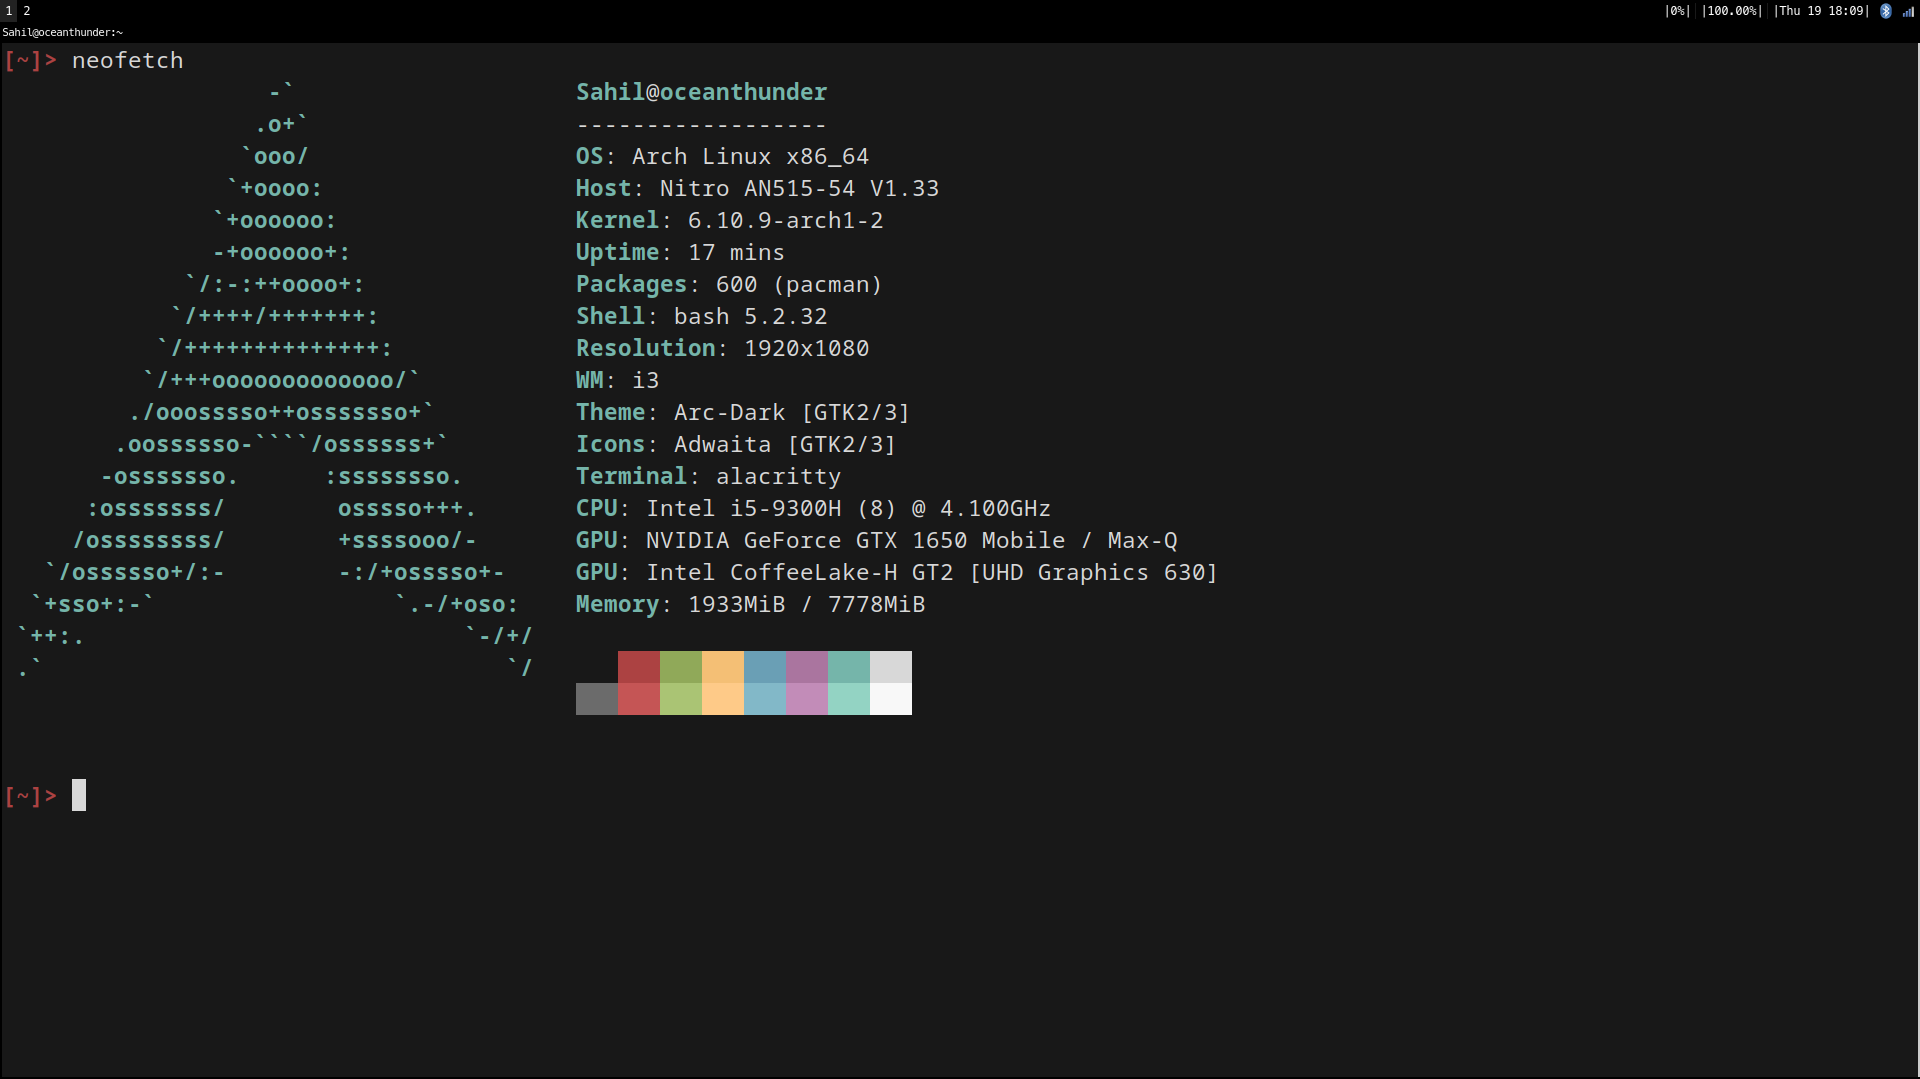 1 2 |0%| |100.00%| |Thu 19 18:09|
Sahil@oceanthunder:~
[~]> neofetch
                   -`                    Sahil@oceanthunder
                  .o+`                   ------------------
                 `ooo/                   OS: Arch Linux x86_64
                `+oooo:                  Host: Nitro AN515-54 V1.33
               `+oooooo:                 Kernel: 6.10.9-arch1-2
               -+oooooo+:                Uptime: 17 mins
             `/:-:++oooo+:               Packages: 600 (pacman)
            `/++++/+++++++:              Shell: bash 5.2.32
           `/++++++++++++++:             Resolution: 1920x1080
          `/+++ooooooooooooo/`           WM: i3
         ./ooosssso++osssssso+`          Theme: Arc-Dark [GTK2/3]
        .oossssso-````/ossssss+`         Icons: Adwaita [GTK2/3]
       -osssssso.      :ssssssso.        Terminal: alacritty
      :osssssss/        osssso+++.       CPU: Intel i5-9300H (8) @ 4.100GHz
     /ossssssss/        +ssssooo/-       GPU: NVIDIA GeForce GTX 1650 Mobile / Max-Q
   `/ossssso+/:-        -:/+osssso+-     GPU: Intel CoffeeLake-H GT2 [UHD Graphics 630]
  `+sso+:-`                 `.-/+oso:    Memory: 1933MiB / 7778MiB
 `++:.                           `-/+/
 .`                                 `/
[~]>